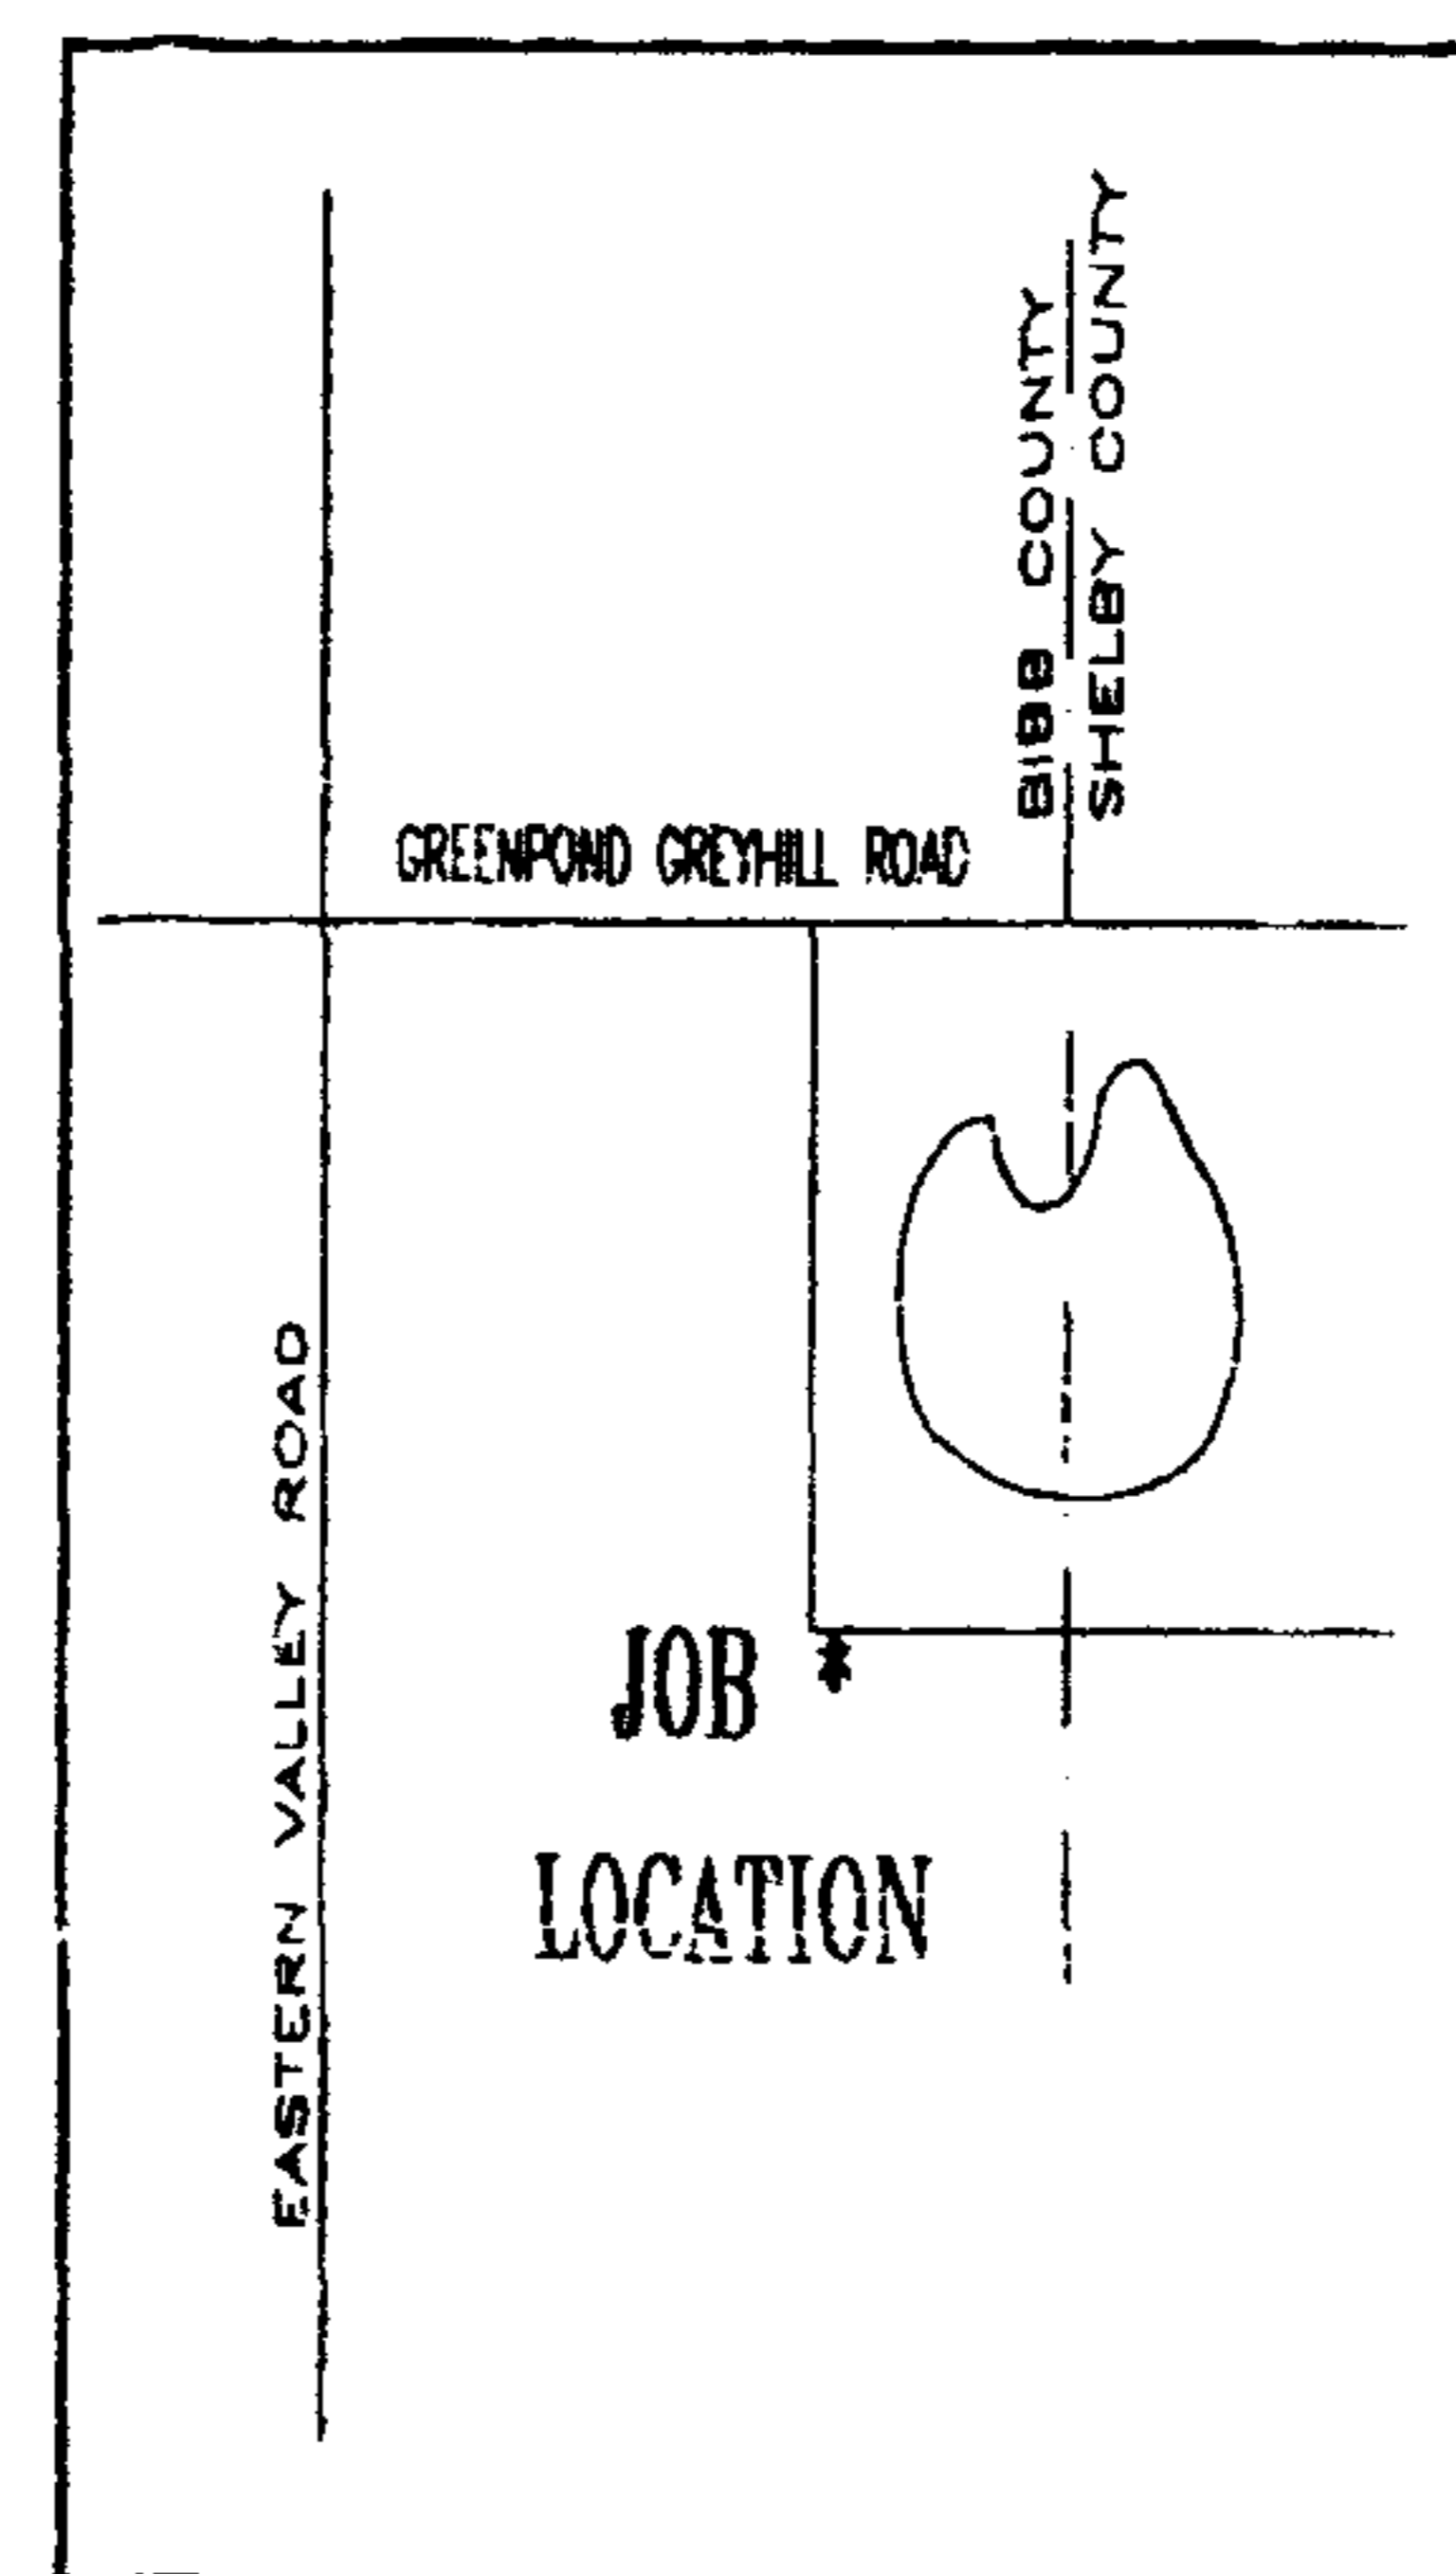 BIBB COUNTY
SHELBY COUNTY
GREENPOND GREYHILL ROAD
EASTERN VALLEY ROAD
JOB *
LOCATION